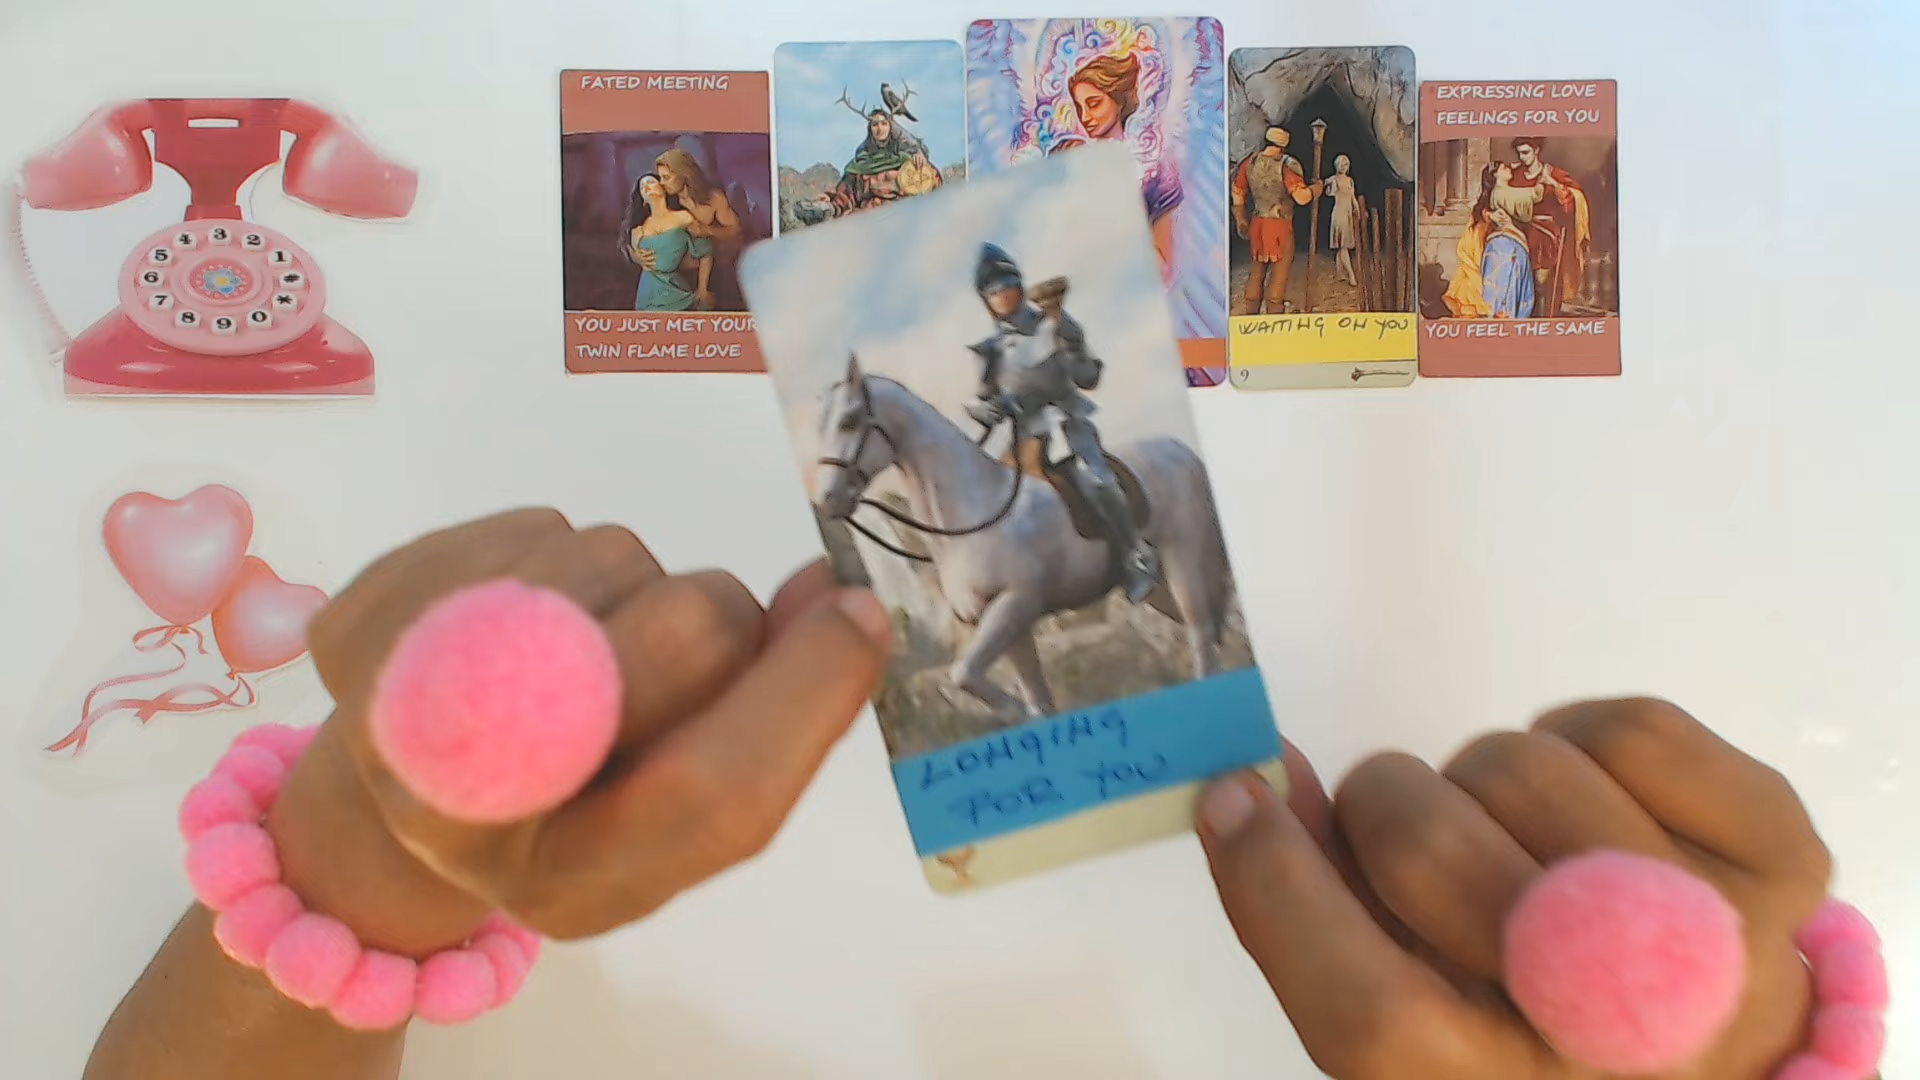 4 3 2
5 1
6 #
7 *
8 9 0
FATED MEETING
YOU JUST MET YOUR
TWIN FLAME LOVE
WAITING ON YOU
9
EXPRESSING LOVE
FEELINGS FOR YOU
YOU FEEL THE SAME
LONGING
FOR YOU